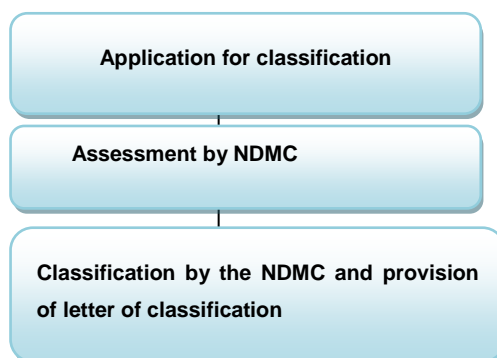 Application for classification
Assessment by NDMC
Classification by the NDMC and provision
of letter of classification